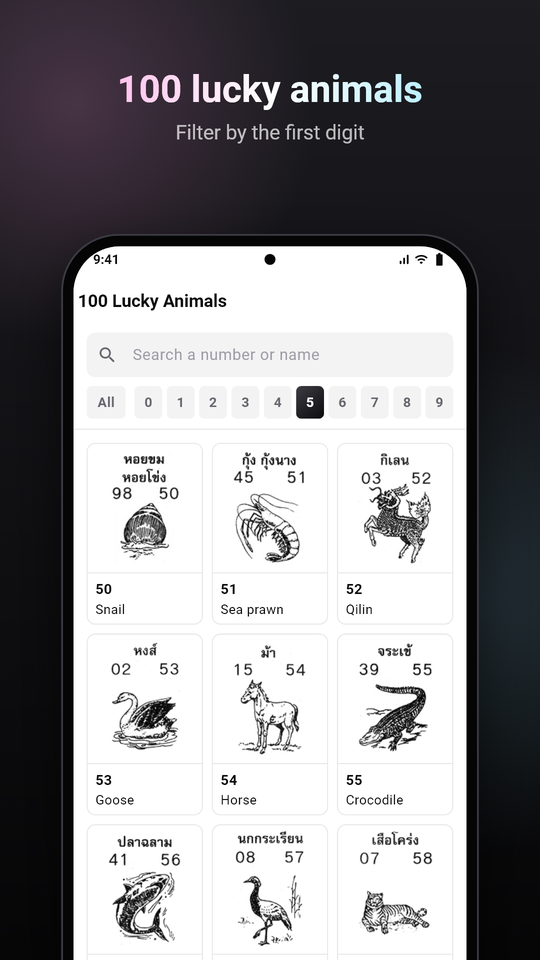 100 lucky animals
Filter by the first digit
9:41
100 Lucky Animals
Search a number or name
All 0 1 2 3 4 5 6 7 8 9
หอยขม
หอยโข่ง
98 50
50
Snail
กุ้ง กุ้งนาง
45 51
51
Sea prawn
กิเลน
03 52
52
Qilin
หงส์
02 53
53
Goose
ม้า
15 54
54
Horse
จระเข้
39 55
55
Crocodile
ปลาฉลาม
41 56
นกกระเรียน
08 57
เสือโคร่ง
07 58